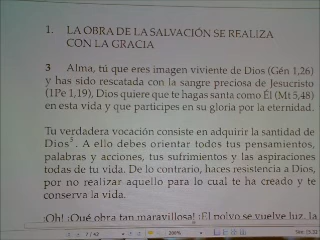 1. LA OBRA DE LA SALVACIÓN SE REALIZA
CON LA GRACIA
3 Alma, tú que eres imagen viviente de Dios (Gén 1,26)
y has sido rescatada con la sangre preciosa de Jesucristo
(1Pe 1,19), Dios quiere que te hagas santa como Él (Mt 5,48)
en esta vida y que participes en su gloria por la eternidad.
Tu verdadera vocación consiste en adquirir la santidad de
Dios5. A ello debes orientar todos tus pensamientos,
palabras y acciones, tus sufrimientos y las aspiraciones
todas de tu vida. De lo contrario, haces resistencia a Dios,
por no realizar aquello para lo cual te ha creado y te
conserva la vida.
¡Oh! ¡Qué obra tan maravillosa! ¡El polvo se vuelve luz, la
7 / 42 200%